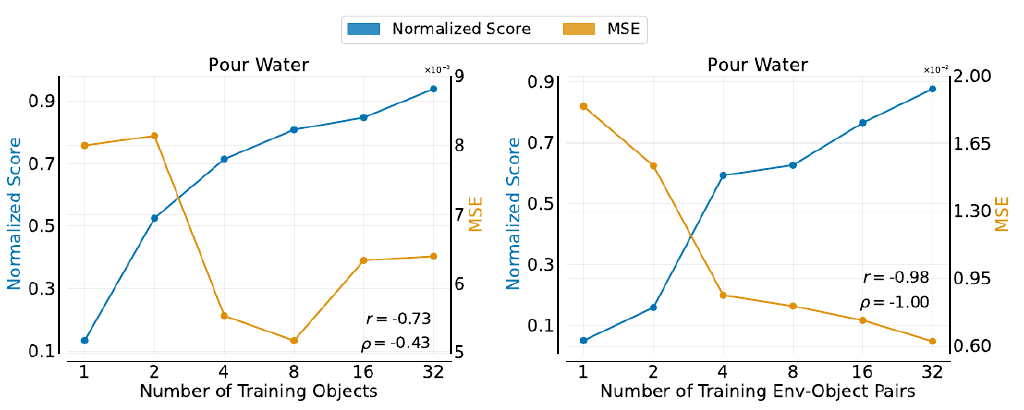 Normalized Score MSE
Pour Water
×10⁻³
Normalized Score
0.9
0.7
0.5
0.3
0.1
9
8
7
6
5
MSE
r = -0.73
ρ = -0.43
1 2 4 8 16 32
Number of Training Objects
Pour Water
×10⁻²
Normalized Score
0.9
0.7
0.5
0.3
0.1
2.00
1.65
1.30
0.95
0.60
MSE
r = -0.98
ρ = -1.00
1 2 4 8 16 32
Number of Training Env-Object Pairs